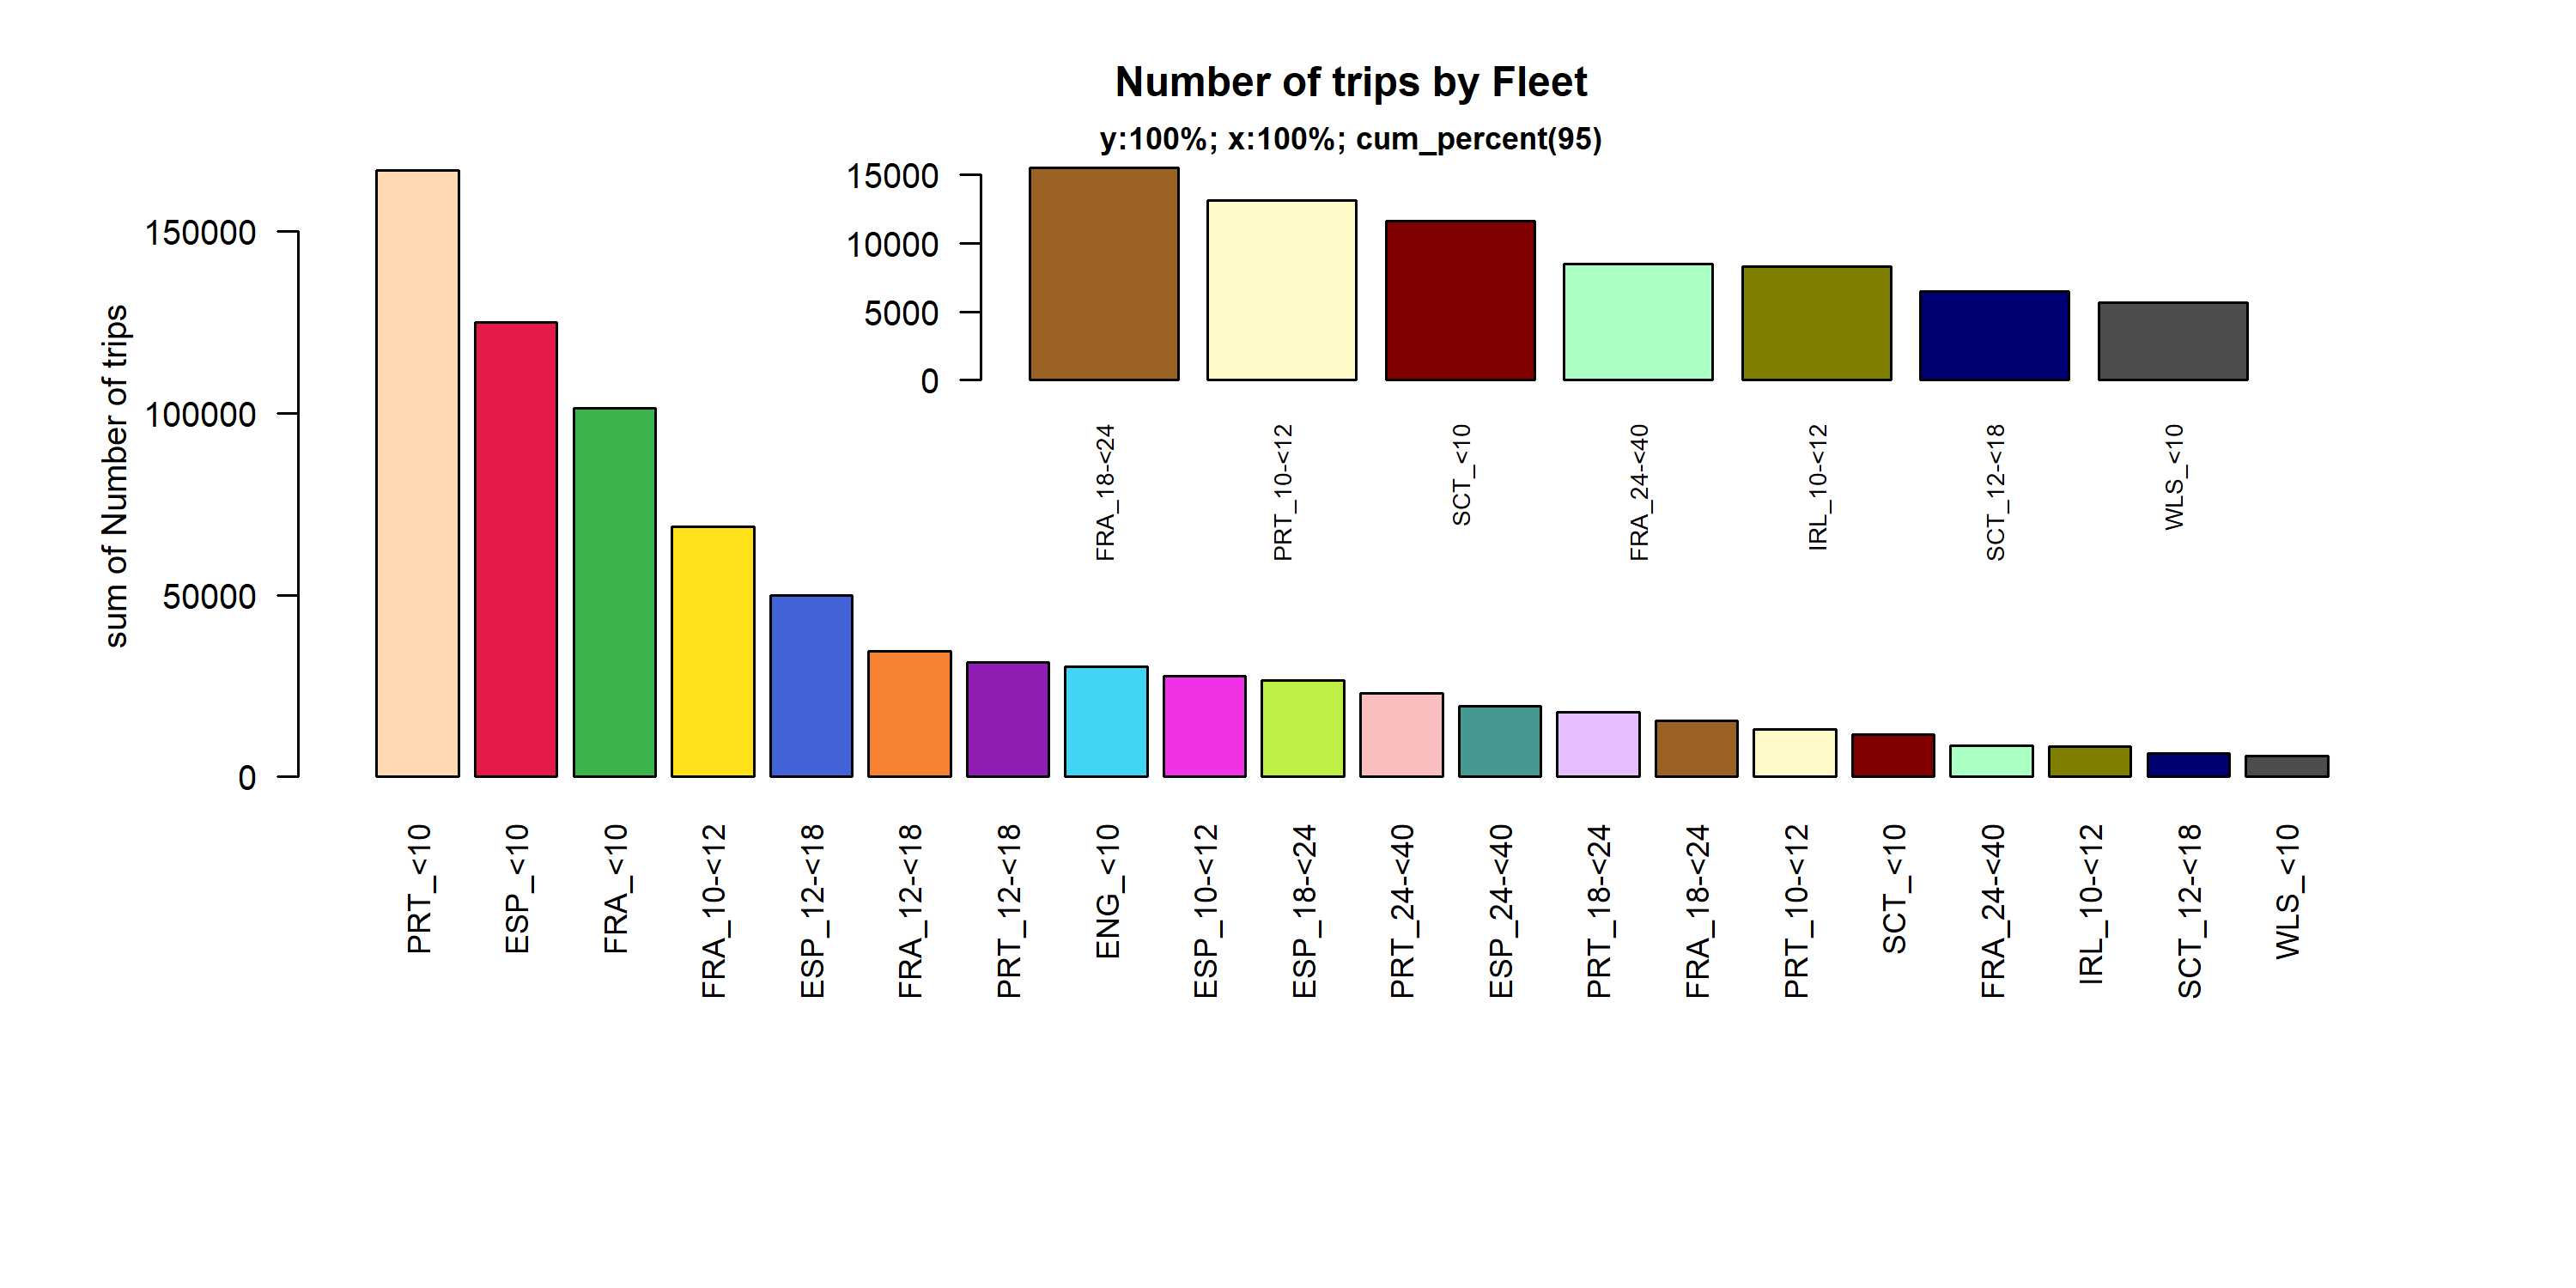 Number of trips by Fleet
y:100%; x:100%; cum_percent(95)
15000
10000
5000
0
FRA_18-<24
PRT_10-<12
SCT_<10
FRA_24-<40
IRL_10-<12
SCT_12-<18
WLS_<10
sum of Number of trips
150000
100000
50000
0
PRT_<10
ESP_<10
FRA_<10
FRA_10-<12
ESP_12-<18
FRA_12-<18
PRT_12-<18
ENG_<10
ESP_10-<12
ESP_18-<24
PRT_24-<40
ESP_24-<40
PRT_18-<24
FRA_18-<24
PRT_10-<12
SCT_<10
FRA_24-<40
IRL_10-<12
SCT_12-<18
WLS_<10